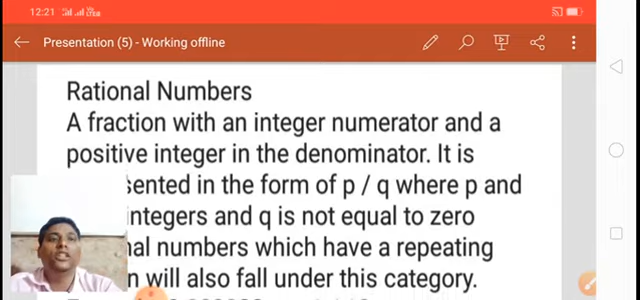 12:21
Presentation (5) - Working offline
Rational Numbers
A fraction with an integer numerator and a
positive integer in the denominator. It is
sented in the form of p / q where p and
integers and q is not equal to zero
nal numbers which have a repeating
n will also fall under this category.